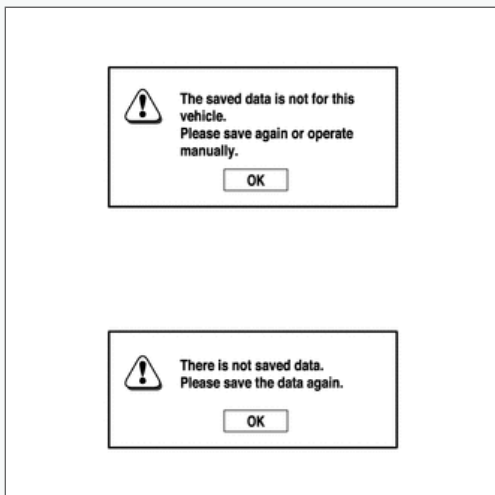 The saved data is not for this
vehicle.
Please save again or operate
manually.
OK
There is not saved data.
Please save the data again.
OK